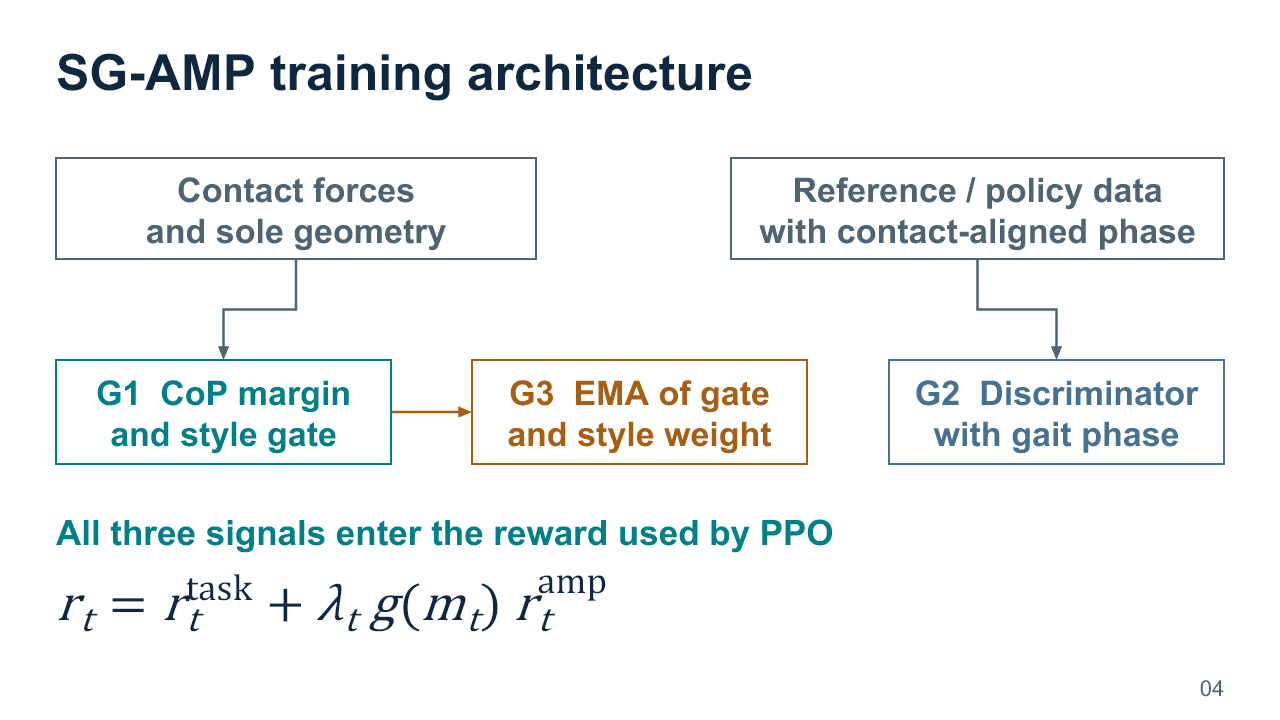 SG-AMP training architecture
Contact forces
and sole geometry
Reference / policy data
with contact-aligned phase
G1  CoP margin
and style gate
G3  EMA of gate
and style weight
G2  Discriminator
with gait phase
All three signals enter the reward used by PPO
r_t = r_t^task + λ_t g(m_t) r_t^amp
04